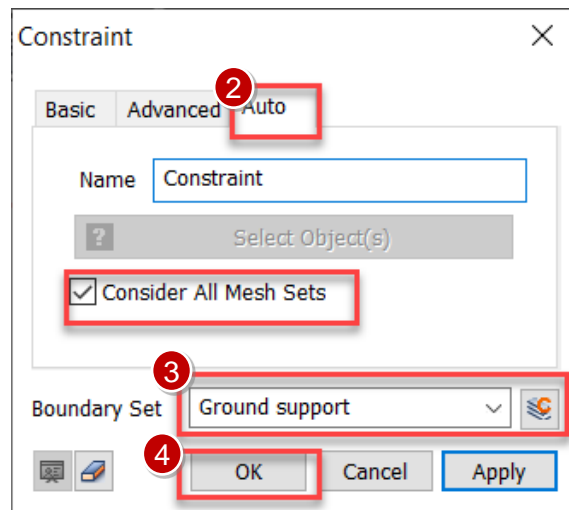 Constraint
2
Basic Advanced Auto
Name Constraint
? Select Object(s)
Consider All Mesh Sets
3
Boundary Set Ground support
4
OK Cancel Apply